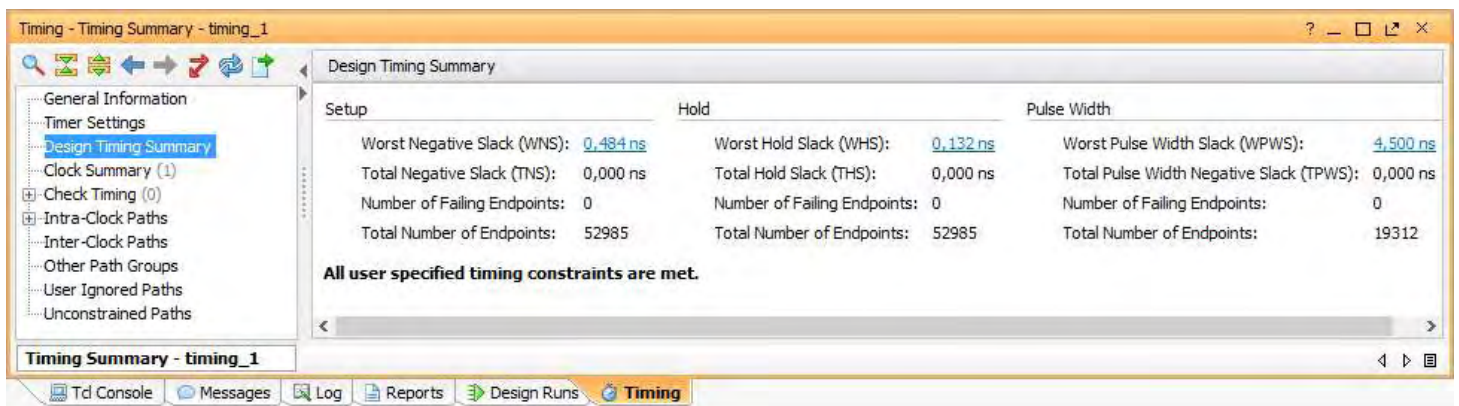 Timing - Timing Summary - timing_1
?
Design Timing Summary
General Information
Timer Settings
Design Timing Summary
Clock Summary (1)
Check Timing (0)
Intra-Clock Paths
Inter-Clock Paths
Other Path Groups
User Ignored Paths
Unconstrained Paths
Setup Hold Pulse Width
Worst Negative Slack (WNS): 0,484 ns Worst Hold Slack (WHS): 0,132 ns Worst Pulse Width Slack (WPWS): 4,500 ns
Total Negative Slack (TNS): 0,000 ns Total Hold Slack (THS): 0,000 ns Total Pulse Width Negative Slack (TPWS): 0,000 ns
Number of Failing Endpoints: 0 Number of Failing Endpoints: 0 Number of Failing Endpoints: 0
Total Number of Endpoints: 52985 Total Number of Endpoints: 52985 Total Number of Endpoints: 19312
All user specified timing constraints are met.
Timing Summary - timing_1
Tcl Console Messages Log Reports Design Runs Timing